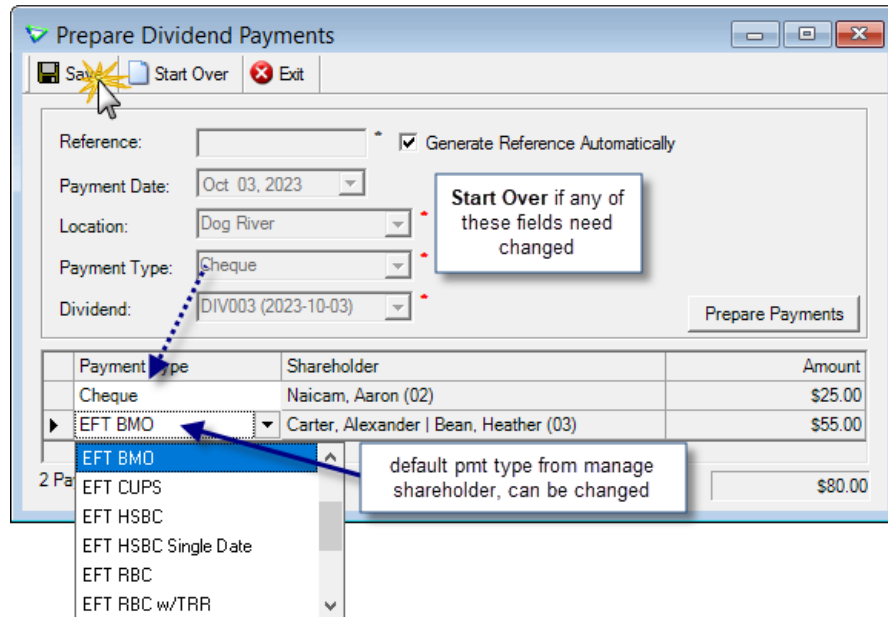 Prepare Dividend Payments
Save Start Over Exit
Reference: * Generate Reference Automatically
Payment Date: Oct 03, 2023
Location: Dog River *
Payment Type: Cheque *
Dividend: DIV003 (2023-10-03) *
Start Over if any of
these fields need
changed
Prepare Payments
Payment Type Shareholder Amount
Cheque Naicam, Aaron (02) $25.00
EFT BMO Carter, Alexander | Bean, Heather (03) $55.00
EFT BMO
EFT CUPS
EFT HSBC
EFT HSBC Single Date
EFT RBC
EFT RBC w/TRR
default pmt type from manage
shareholder, can be changed
2 Pa
$80.00